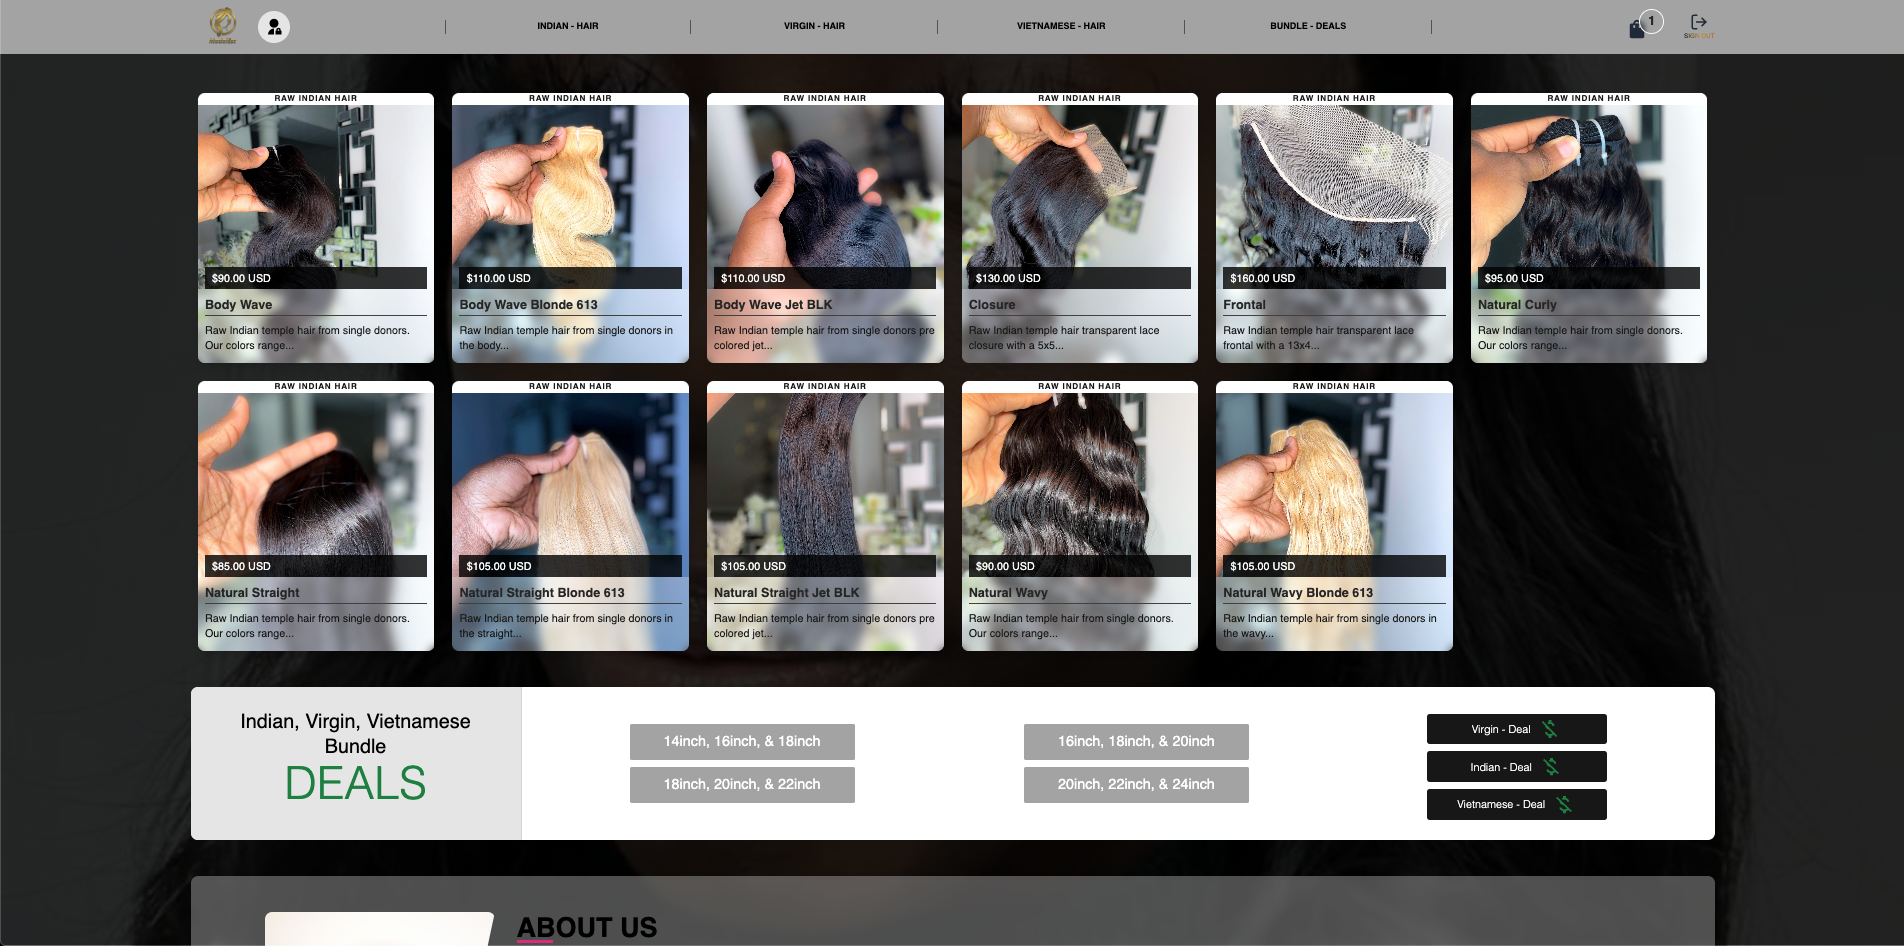 INDIAN - HAIR
VIRGIN - HAIR
VIETNAMESE - HAIR
BUNDLE - DEALS
1
SIGN OUT
RAW INDIAN HAIR
$90.00 USD
Body Wave
Raw Indian temple hair from single donors.
Our colors range...
RAW INDIAN HAIR
$110.00 USD
Body Wave Blonde 613
Raw Indian temple hair from single donors in
the body...
RAW INDIAN HAIR
$110.00 USD
Body Wave Jet BLK
Raw Indian temple hair from single donors pre
colored jet...
RAW INDIAN HAIR
$130.00 USD
Closure
Raw Indian temple hair transparent lace
closure with a 5x5...
RAW INDIAN HAIR
$160.00 USD
Frontal
Raw Indian temple hair transparent lace
frontal with a 13x4...
RAW INDIAN HAIR
$95.00 USD
Natural Curly
Raw Indian temple hair from single donors.
Our colors range...
RAW INDIAN HAIR
$85.00 USD
Natural Straight
Raw Indian temple hair from single donors.
Our colors range...
RAW INDIAN HAIR
$105.00 USD
Natural Straight Blonde 613
Raw Indian temple hair from single donors in
the straight...
RAW INDIAN HAIR
$105.00 USD
Natural Straight Jet BLK
Raw Indian temple hair from single donors pre
colored jet...
RAW INDIAN HAIR
$90.00 USD
Natural Wavy
Raw Indian temple hair from single donors.
Our colors range...
RAW INDIAN HAIR
$105.00 USD
Natural Wavy Blonde 613
Raw Indian temple hair from single donors in
the wavy...
Indian, Virgin, Vietnamese
Bundle
DEALS
14inch, 16inch, & 18inch
18inch, 20inch, & 22inch
16inch, 18inch, & 20inch
20inch, 22inch, & 24inch
Virgin - Deal
Indian - Deal
Vietnamese - Deal
ABOUT US